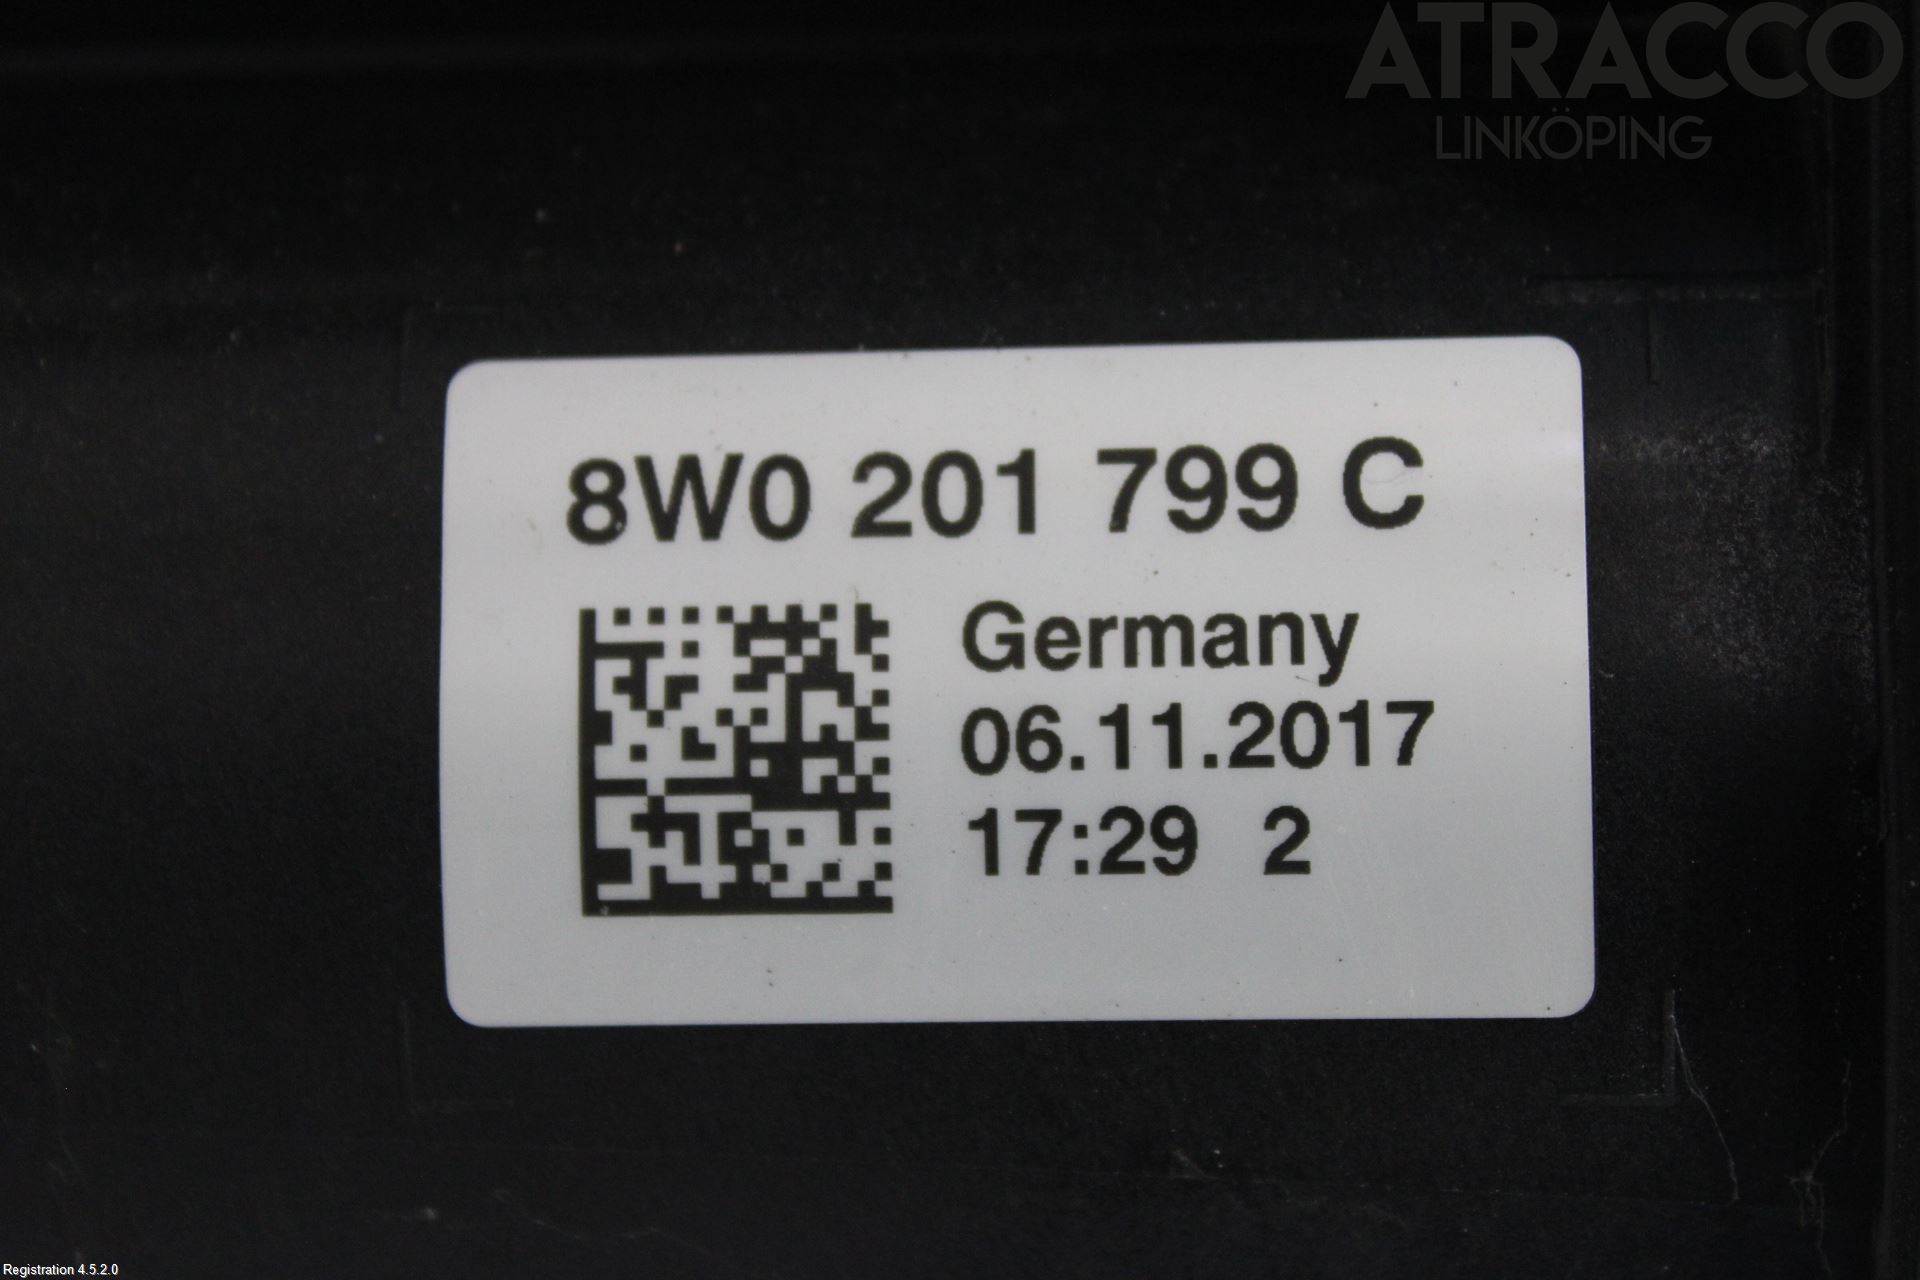 ATRACCO
LINKÖPING
8W0 201 799 C
Germany
06.11.2017
17:29 2
Registration 4.5.2.0